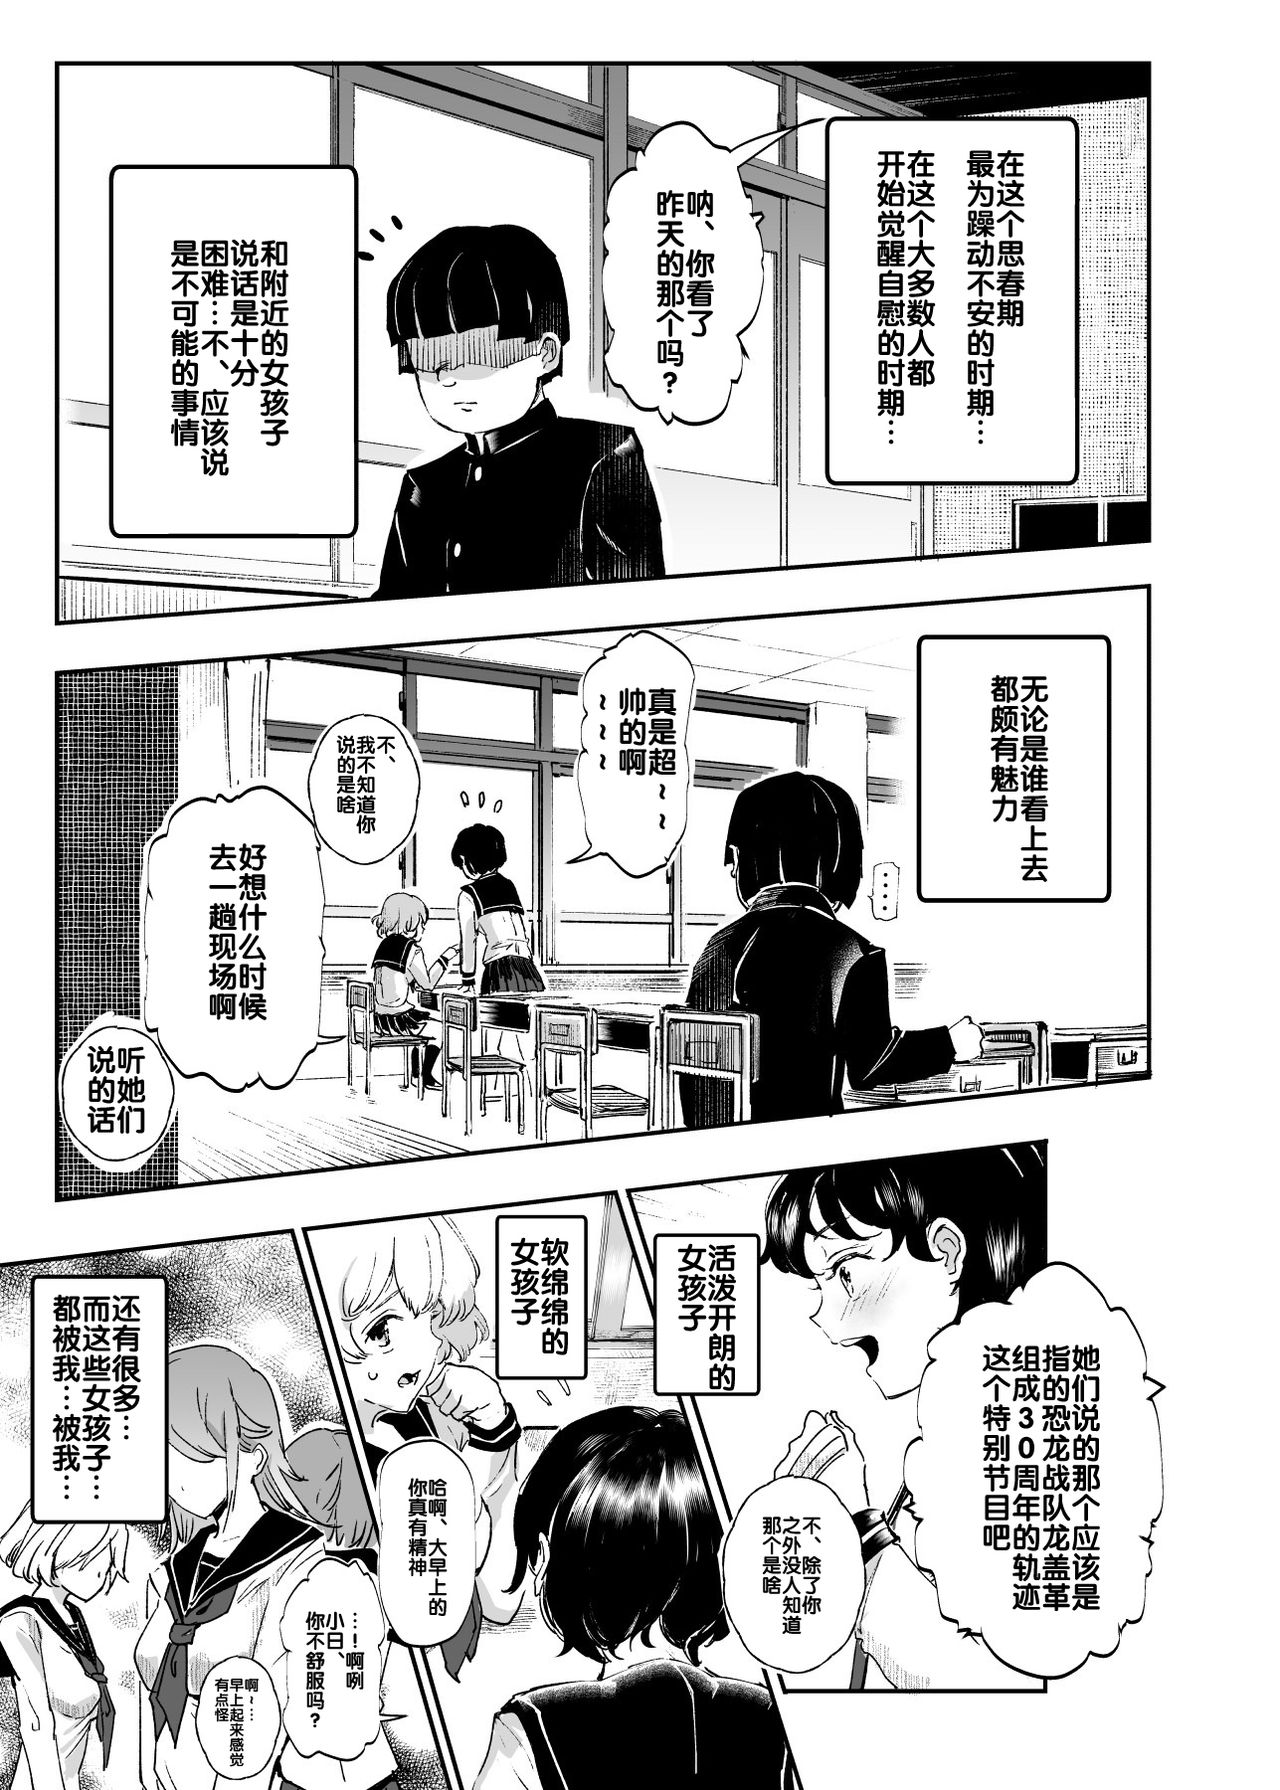 在这个思春期
最为躁动不安的时期…
在这个大多数人都
开始觉醒自慰的时期…
呐、你看了
昨天的那个吗？
和附近的女孩子
说话是十分
困难…不、应该说
是不可能的事情
无论是谁看上去
都颇有魅力
真是超~~
帅的啊
~~~
不、
我不知道你
说的是啥
好想什么时候
去一趟现场啊
听她们
说的话
她们说的那个应该是
指的恐龙战队龙盖革
组成30周年的轨迹
这个特别节目吧
活泼开朗的
女孩子
不、除了你
之外没人知道
那个是啥
软绵绵的
女孩子
哈啊、大早上的
你真有精神
还有很多…
而这些女孩子…
都被我…被我…
…！啊咧
小日、
你不舒服吗？
啊~……
早上起来感觉
有点怪